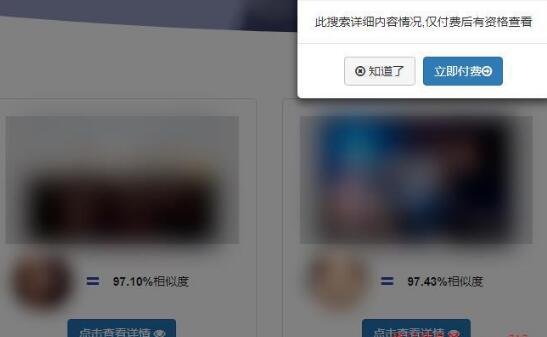 此搜索详细内容情况,仅付费后有资格查看
知道了 立即付费
97.10%相似度 97.43%相似度
点击查看详情 点击查看详情